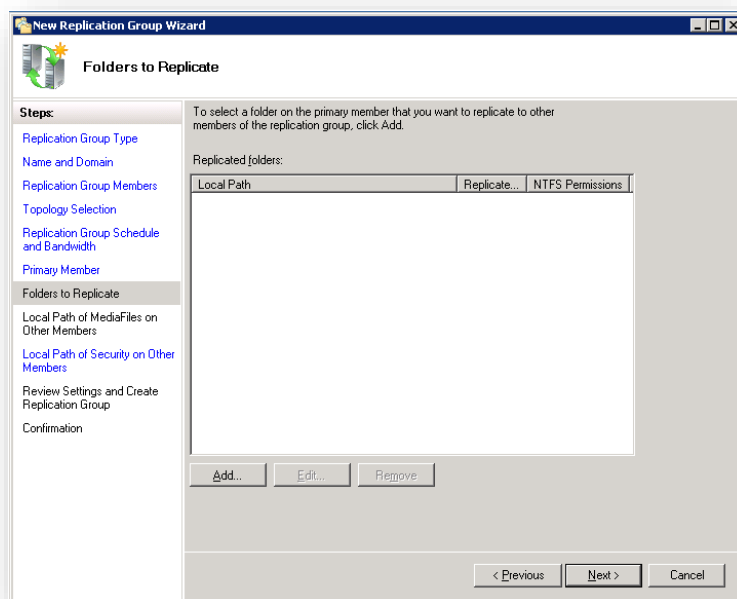 New Replication Group Wizard
Folders to Replicate
Steps:
Replication Group Type
Name and Domain
Replication Group Members
Topology Selection
Replication Group Schedule
and Bandwidth
Primary Member
Folders to Replicate
Local Path of MediaFiles on
Other Members
Local Path of Security on Other
Members
Review Settings and Create
Replication Group
Confirmation
To select a folder on the primary member that you want to replicate to other
members of the replication group, click Add.
Replicated folders:
Local Path Replicate... NTFS Permissions
Add... Edit... Remove
< Previous Next > Cancel